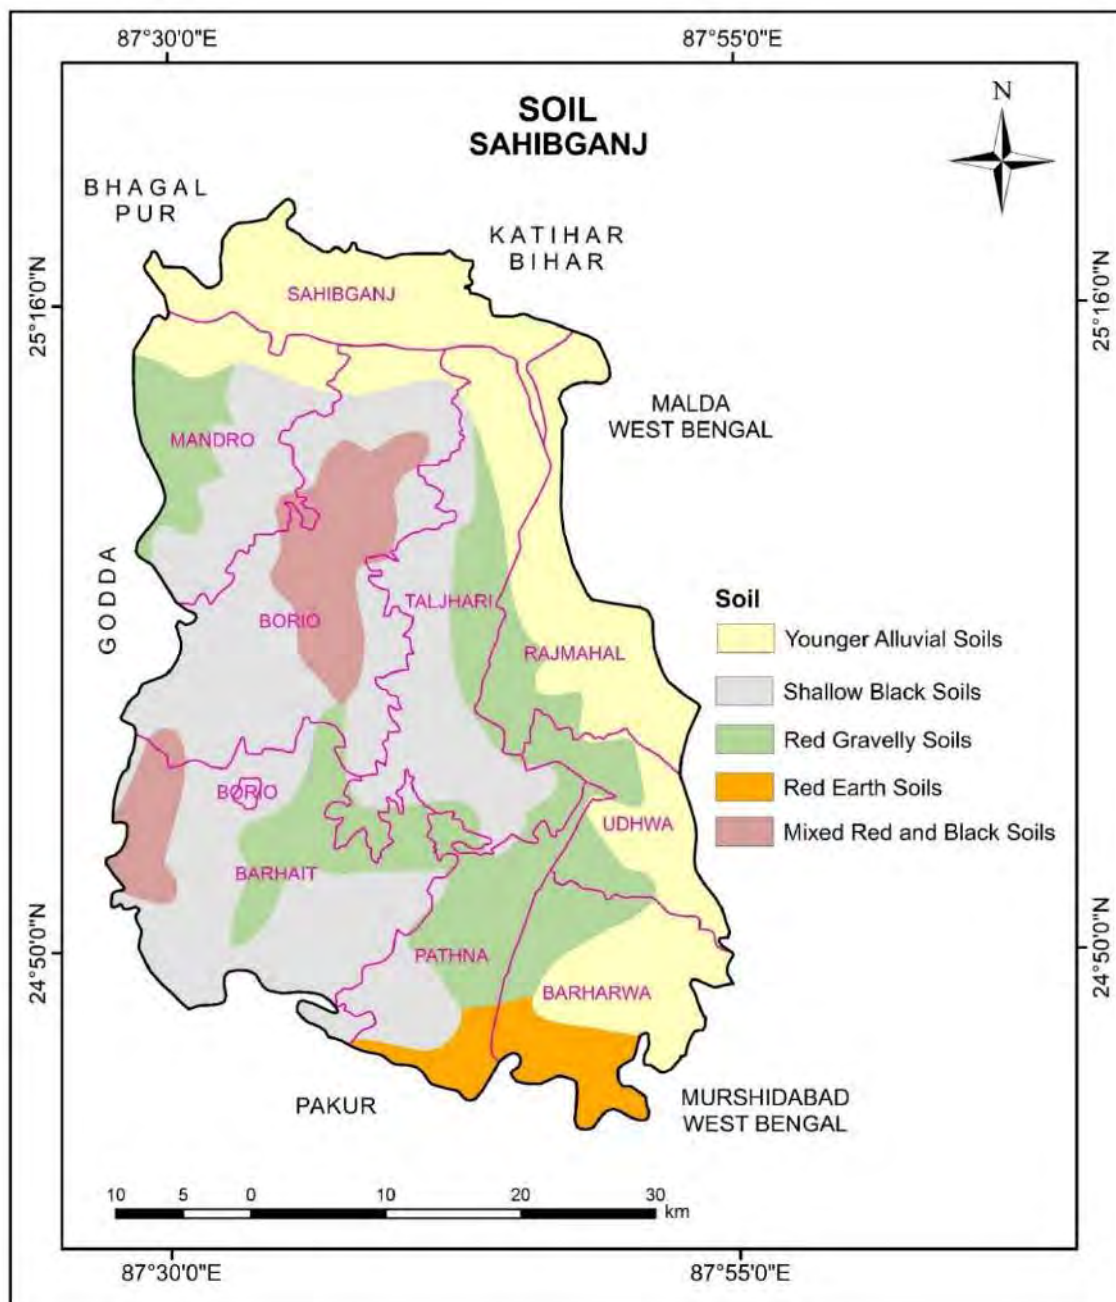 87°30'0"E
87°55'0"E
SOIL
SAHIBGANJ
N
BHAGAL
PUR
KATIHAR
BIHAR
25°16'0"N
25°16'0"N
SAHIBGANJ
MALDA
WEST BENGAL
MANDRO
GODDA
BORIO
TALJHARI
RAJMAHAL
Soil
Younger Alluvial Soils
Shallow Black Soils
Red Gravelly Soils
Red Earth Soils
Mixed Red and Black Soils
BORIO
UDHWA
BARHAIT
PATHNA
BARHARWA
24°50'0"N
24°50'0"N
PAKUR
MURSHIDABAD
WEST BENGAL
10 5 0 10 20 30
km
87°30'0"E
87°55'0"E